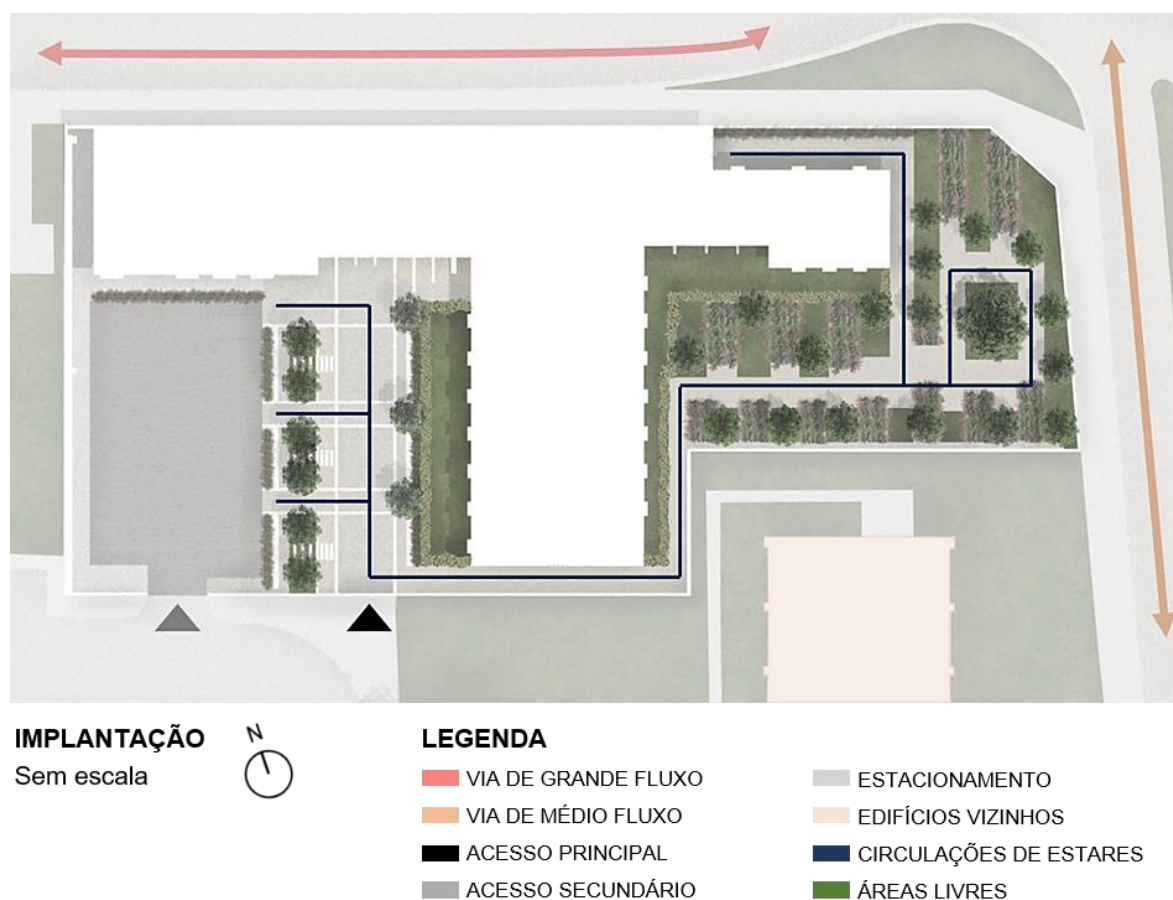 IMPLANTAÇÃO
Sem escala
N
LEGENDA
VIA DE GRANDE FLUXO
VIA DE MÉDIO FLUXO
ACESSO PRINCIPAL
ACESSO SECUNDÁRIO
ESTACIONAMENTO
EDIFÍCIOS VIZINHOS
CIRCULAÇÕES DE ESTARES
ÁREAS LIVRES